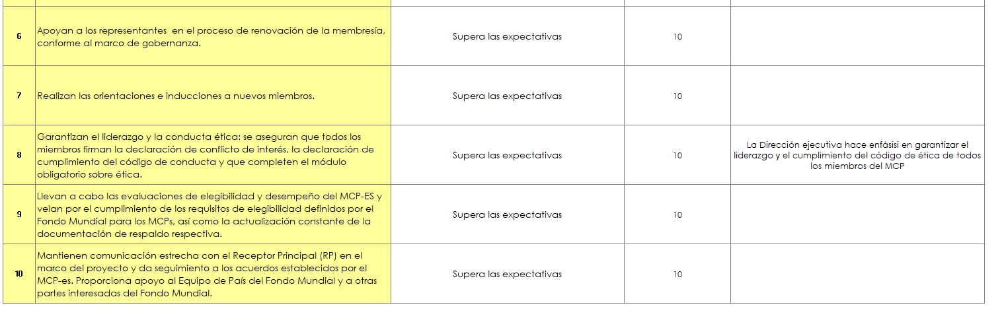 6
Apoyan a los representantes  en el proceso de renovación de la membresía,
conforme al marco de gobernanza.
Supera las expectativas
10
7
Realizan las orientaciones e inducciones a nuevos miembros.
Supera las expectativas
10
8
Garantizan el liderazgo y la conducta ética: se aseguran que todos los
miembros firman la declaración de conflicto de interés, la declaración de
cumplimiento del código de conducta y que completen el módulo
obligatorio sobre ética.
Supera las expectativas
10
La Dirección ejecutiva hace enfásisi en garantizar el
liderazgo y el cumplimiento del código de ética de todos
los miembros del MCP
9
Llevan a cabo las evaluaciones de elegibilidad y desempeño del MCP-ES y
velan por el cumplimiento de los requisitos de elegibilidad definidos por el
Fondo Mundial para los MCPs, así como la actualización constante de la
documentación de respaldo respectiva.
Supera las expectativas
10
10
Mantienen comunicación estrecha con el Receptor Principal (RP) en el
marco del proyecto y da seguimiento a los acuerdos establecidos por el
MCP-es. Proporciona apoyo al Equipo de País del Fondo Mundial y a otras
partes interesadas del Fondo Mundial.
Supera las expectativas
10